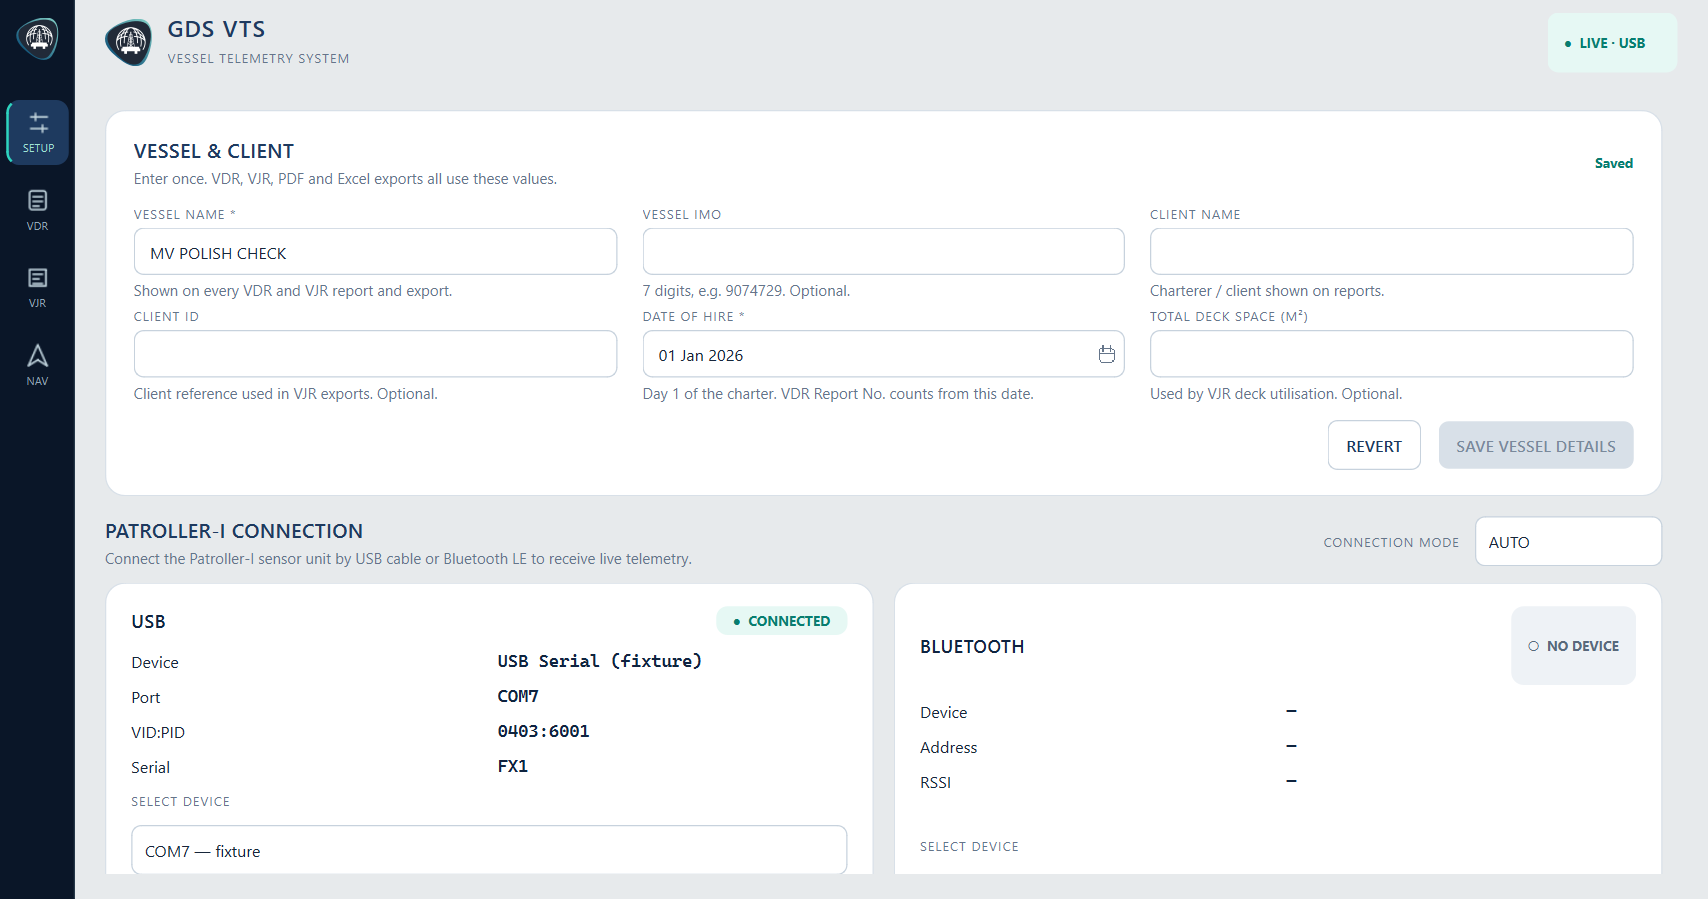 GDS VTS
VESSEL TELEMETRY SYSTEM
● LIVE · USB
SETUP
VDR
VJR
NAV
VESSEL & CLIENT
Enter once. VDR, VJR, PDF and Excel exports all use these values.
Saved
VESSEL NAME * VESSEL IMO CLIENT NAME
MV POLISH CHECK
Shown on every VDR and VJR report and export. 7 digits, e.g. 9074729. Optional. Charterer / client shown on reports.
CLIENT ID DATE OF HIRE * TOTAL DECK SPACE (M²)
01 Jan 2026
Client reference used in VJR exports. Optional. Day 1 of the charter. VDR Report No. counts from this date. Used by VJR deck utilisation. Optional.
REVERT SAVE VESSEL DETAILS
PATROLLER-I CONNECTION
Connect the Patroller-I sensor unit by USB cable or Bluetooth LE to receive live telemetry.
CONNECTION MODE AUTO
USB ● CONNECTED
Device USB Serial (fixture)
Port COM7
VID:PID 0403:6001
Serial FX1
SELECT DEVICE
COM7 — fixture
BLUETOOTH ○ NO DEVICE
Device –
Address –
RSSI –
SELECT DEVICE